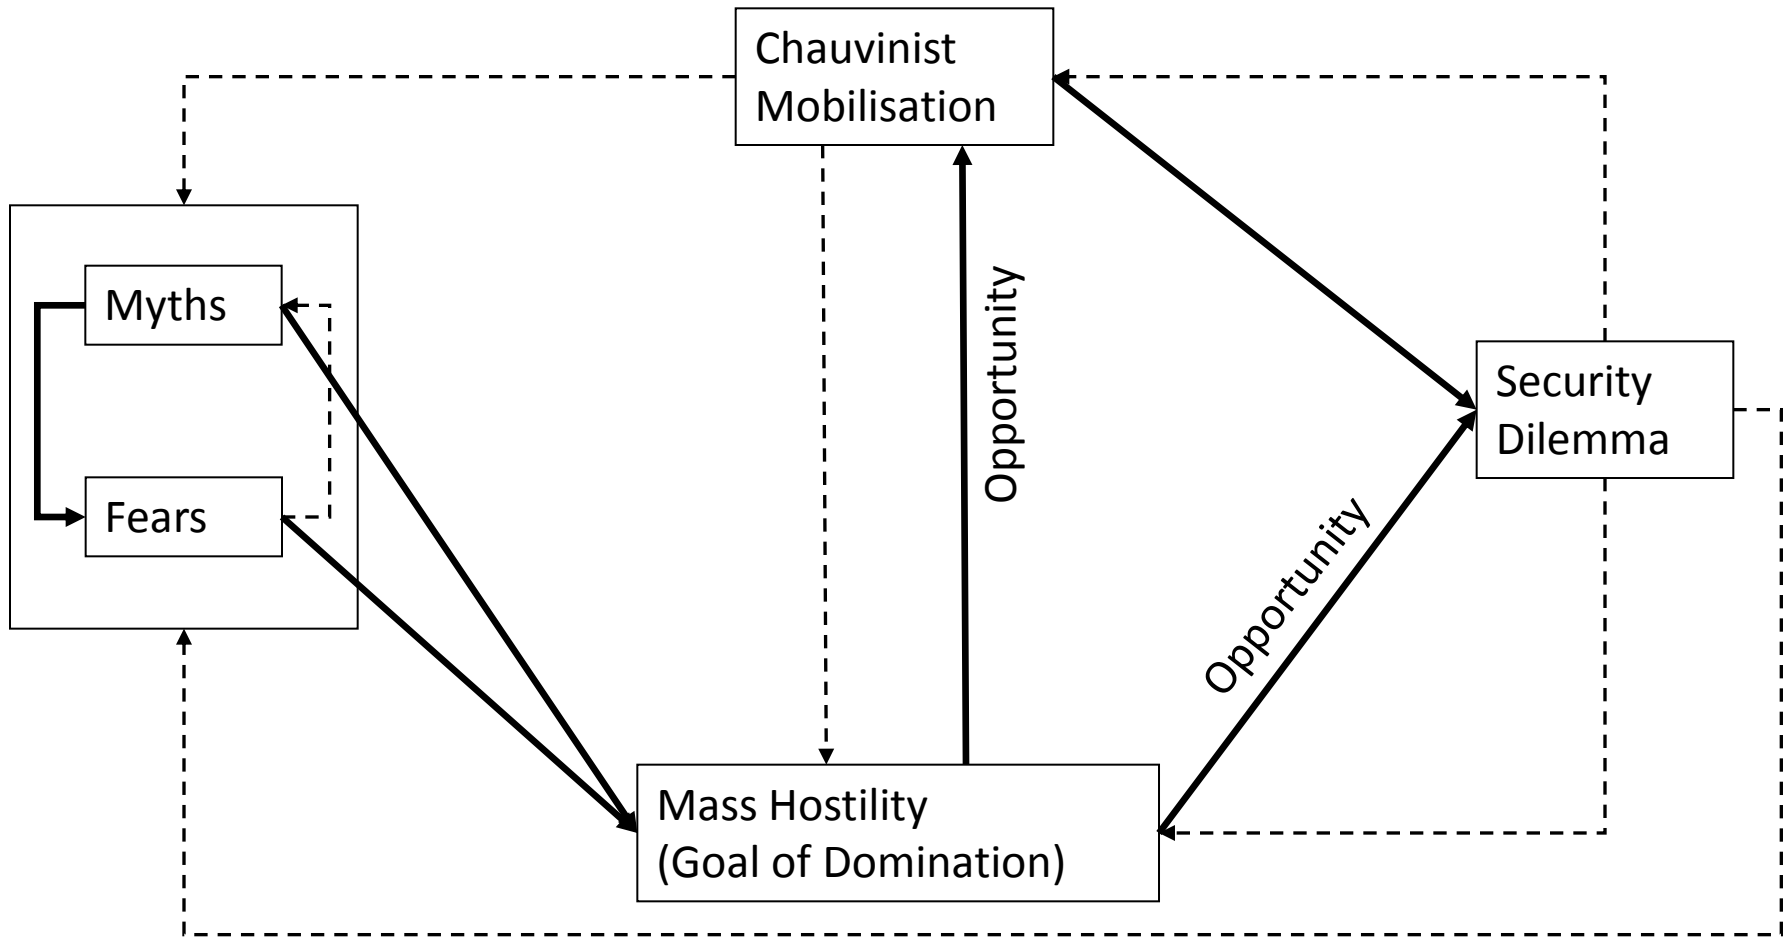 Chauvinist
Mobilisation
Myths
Fears
Opportunity
Security
Dilemma
Opportunity
Mass Hostility
(Goal of Domination)